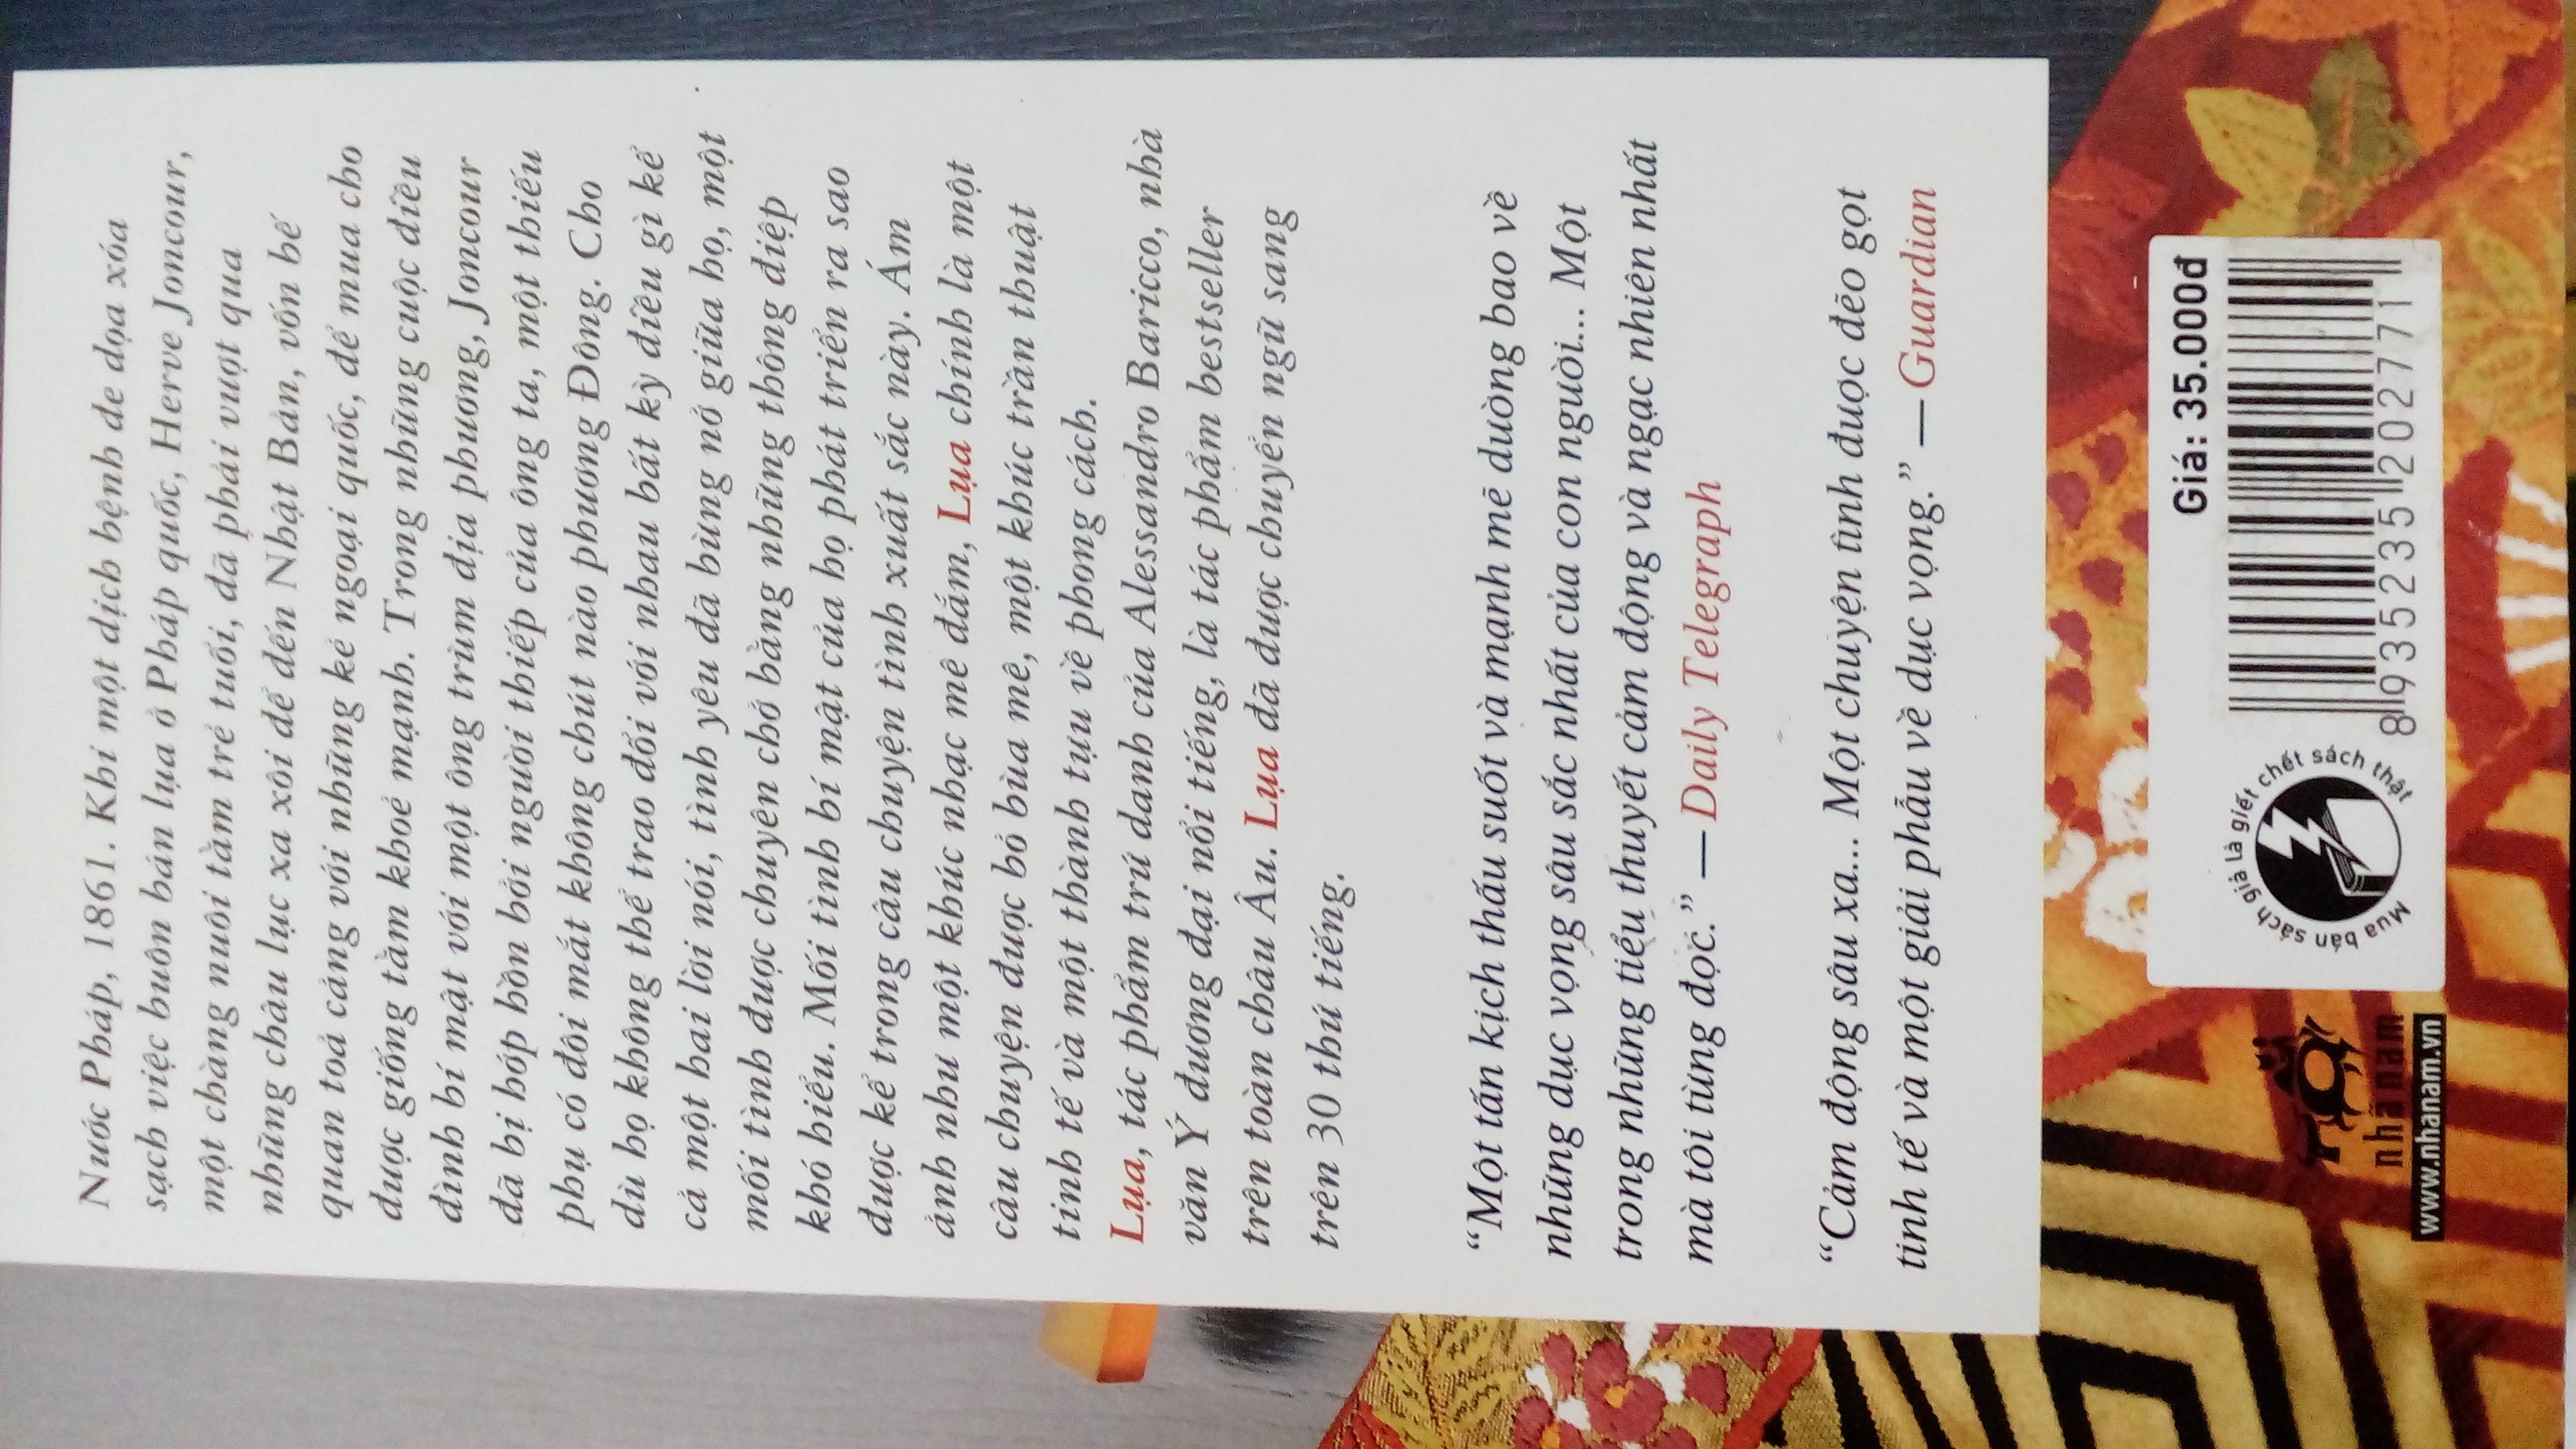 Nước Pháp, 1861. Khi một dịch bệnh đe dọa xóa
sạch việc buôn bán lụa ở Pháp quốc, Herve Joncour,
một chàng nuôi tằm trẻ tuổi, đã phải vượt qua
những châu lục xa xôi để đến Nhật Bản, vốn bế
quan toả cảng với những kẻ ngoại quốc, để mua cho
được giống tằm khoẻ mạnh. Trong những cuộc điều
đình bí mật với một ông trùm địa phương, Joncour
đã bị hớp hồn bởi người thiếp của ông ta, một thiếu
phụ có đôi mắt không chút nào phương Đông. Cho
dù họ không thể trao đổi với nhau bất kỳ điều gì kể
cả một hai lời nói, tình yêu đã bừng nở giữa họ, một
mối tình được chuyên chở bằng những thông điệp
khó hiểu. Mối tình bí mật của họ phát triển ra sao
được kể trong câu chuyện tình xuất sắc này. Ám
ảnh như một khúc nhạc mê đắm, Lụa chính là một
câu chuyện được bỏ bùa mê, một khúc trần thuật
tinh tế và một thành tựu về phong cách.
Lụa, tác phẩm trứ danh của Alessandro Baricco, nhà
văn Ý đương đại nổi tiếng, là tác phẩm bestseller
trên toàn châu Âu. Lụa đã được chuyển ngữ sang
trên 30 thứ tiếng.
“Một tấn kịch thấu suốt và mạnh mẽ dường bao về
những dục vọng sâu sắc nhất của con người... Một
trong những tiểu thuyết cảm động và ngạc nhiên nhất
mà tôi từng đọc.” — Daily Telegraph
“Cảm động sâu xa... Một chuyện tình được đẽo gọt
tinh tế và một giải phẫu về dục vọng.” — Guardian
Giá: 35.000đ
Mua bán sách giả là giết chết sách thật
8 935235 202771
nhã nam
www.nhanam.vn